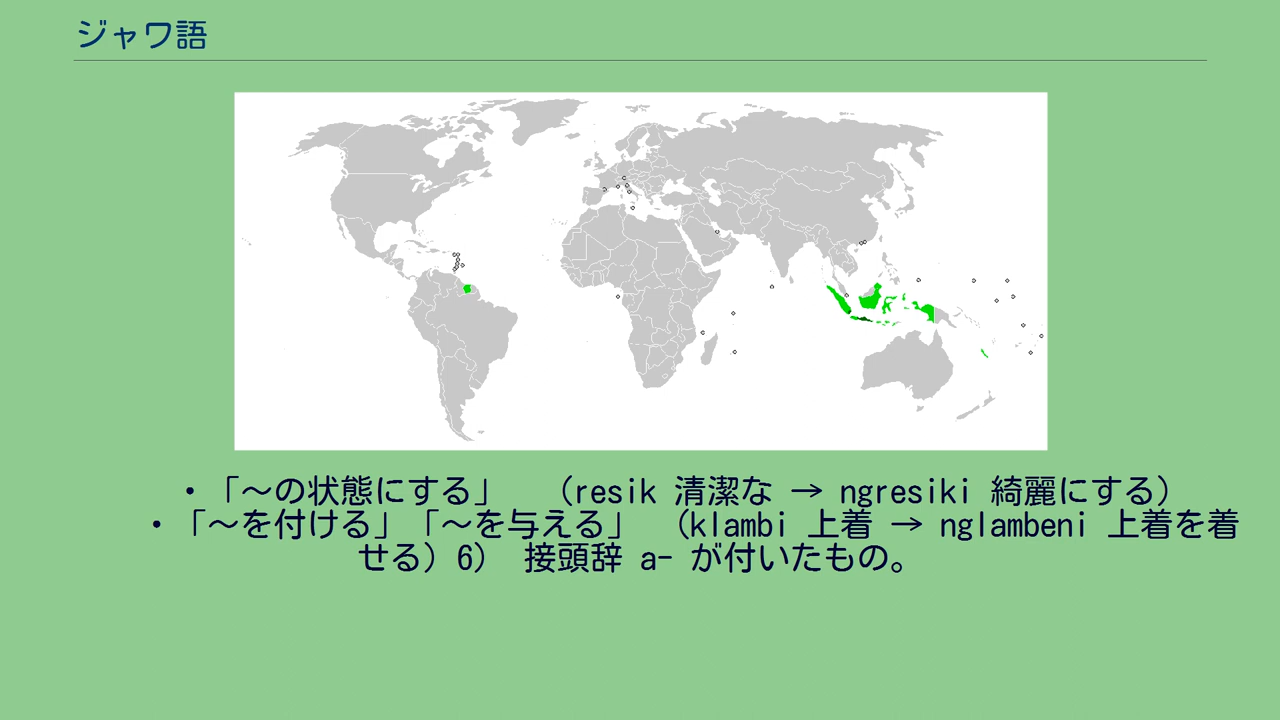 ジャワ語
・「〜の状態にする」　（resik 清潔な → ngresiki 綺麗にする）
・「〜を付ける」「〜を与える」　（klambi 上着 → nglambeni 上着を着
せる）6)　接頭辞 a- が付いたもの。